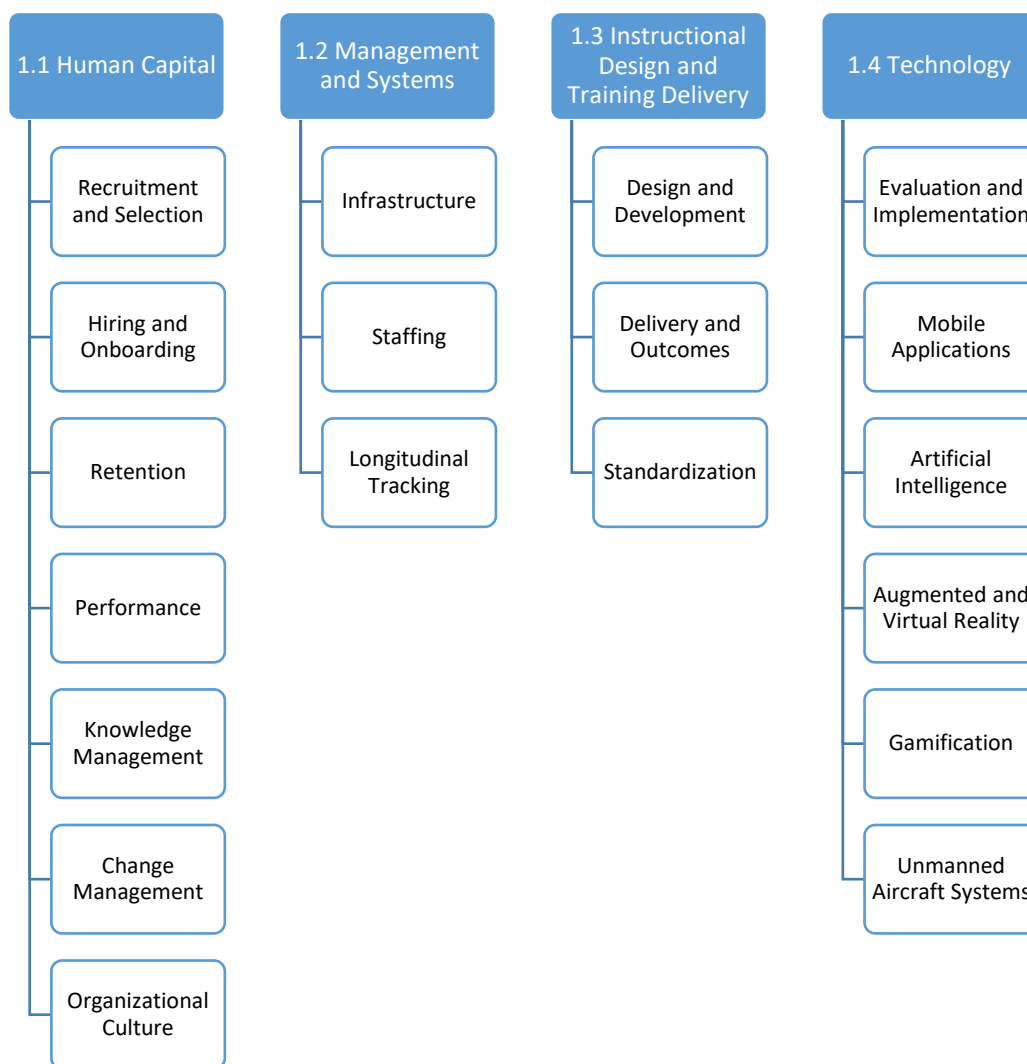 1.1 Human Capital
Recruitment
and Selection
Hiring and
Onboarding
Retention
Performance
Knowledge
Management
Change
Management
Organizational
Culture
1.2 Management
and Systems
Infrastructure
Staffing
Longitudinal
Tracking
1.3 Instructional
Design and
Training Delivery
Design and
Development
Delivery and
Outcomes
Standardization
1.4 Technology
Evaluation and
Implementation
Mobile
Applications
Artificial
Intelligence
Augmented and
Virtual Reality
Gamification
Unmanned
Aircraft Systems